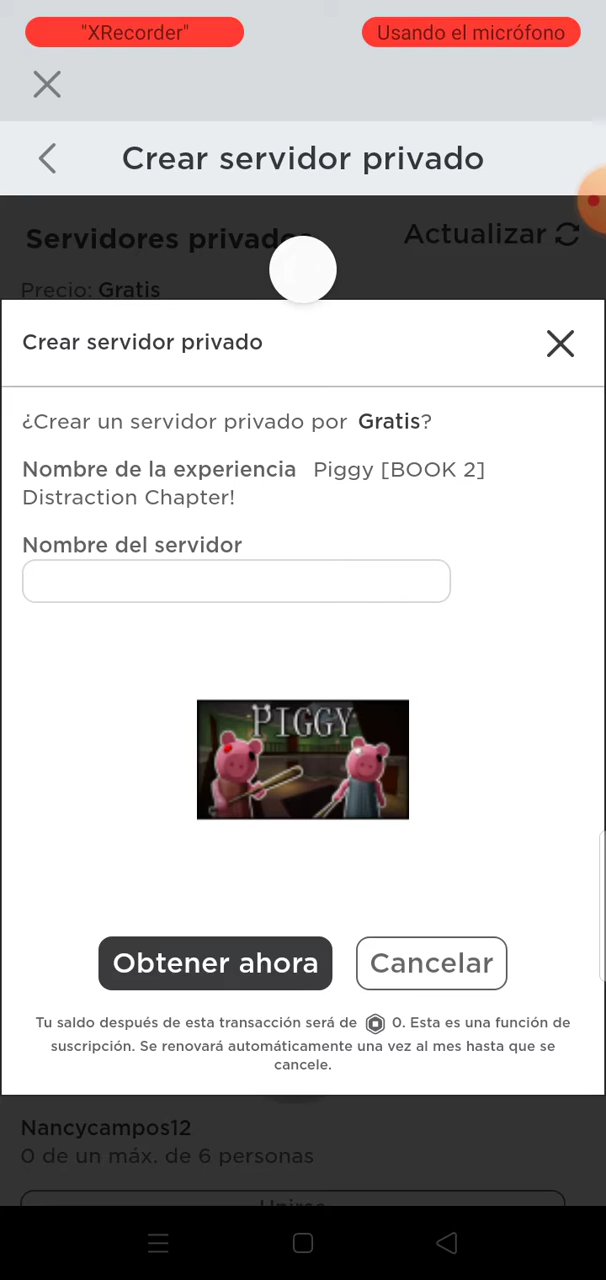 "XRecorder"
Usando el micrófono
Crear servidor privado
Servidores privados
Actualizar
Precio: Gratis
Crear servidor privado
¿Crear un servidor privado por Gratis?
Nombre de la experiencia Piggy [BOOK 2]
Distraction Chapter!
Nombre del servidor
PIGGY
Obtener ahora
Cancelar
Tu saldo después de esta transacción será de 0. Esta es una función de
suscripción. Se renovará automáticamente una vez al mes hasta que se
cancele.
Nancycampos12
0 de un máx. de 6 personas
Unirse